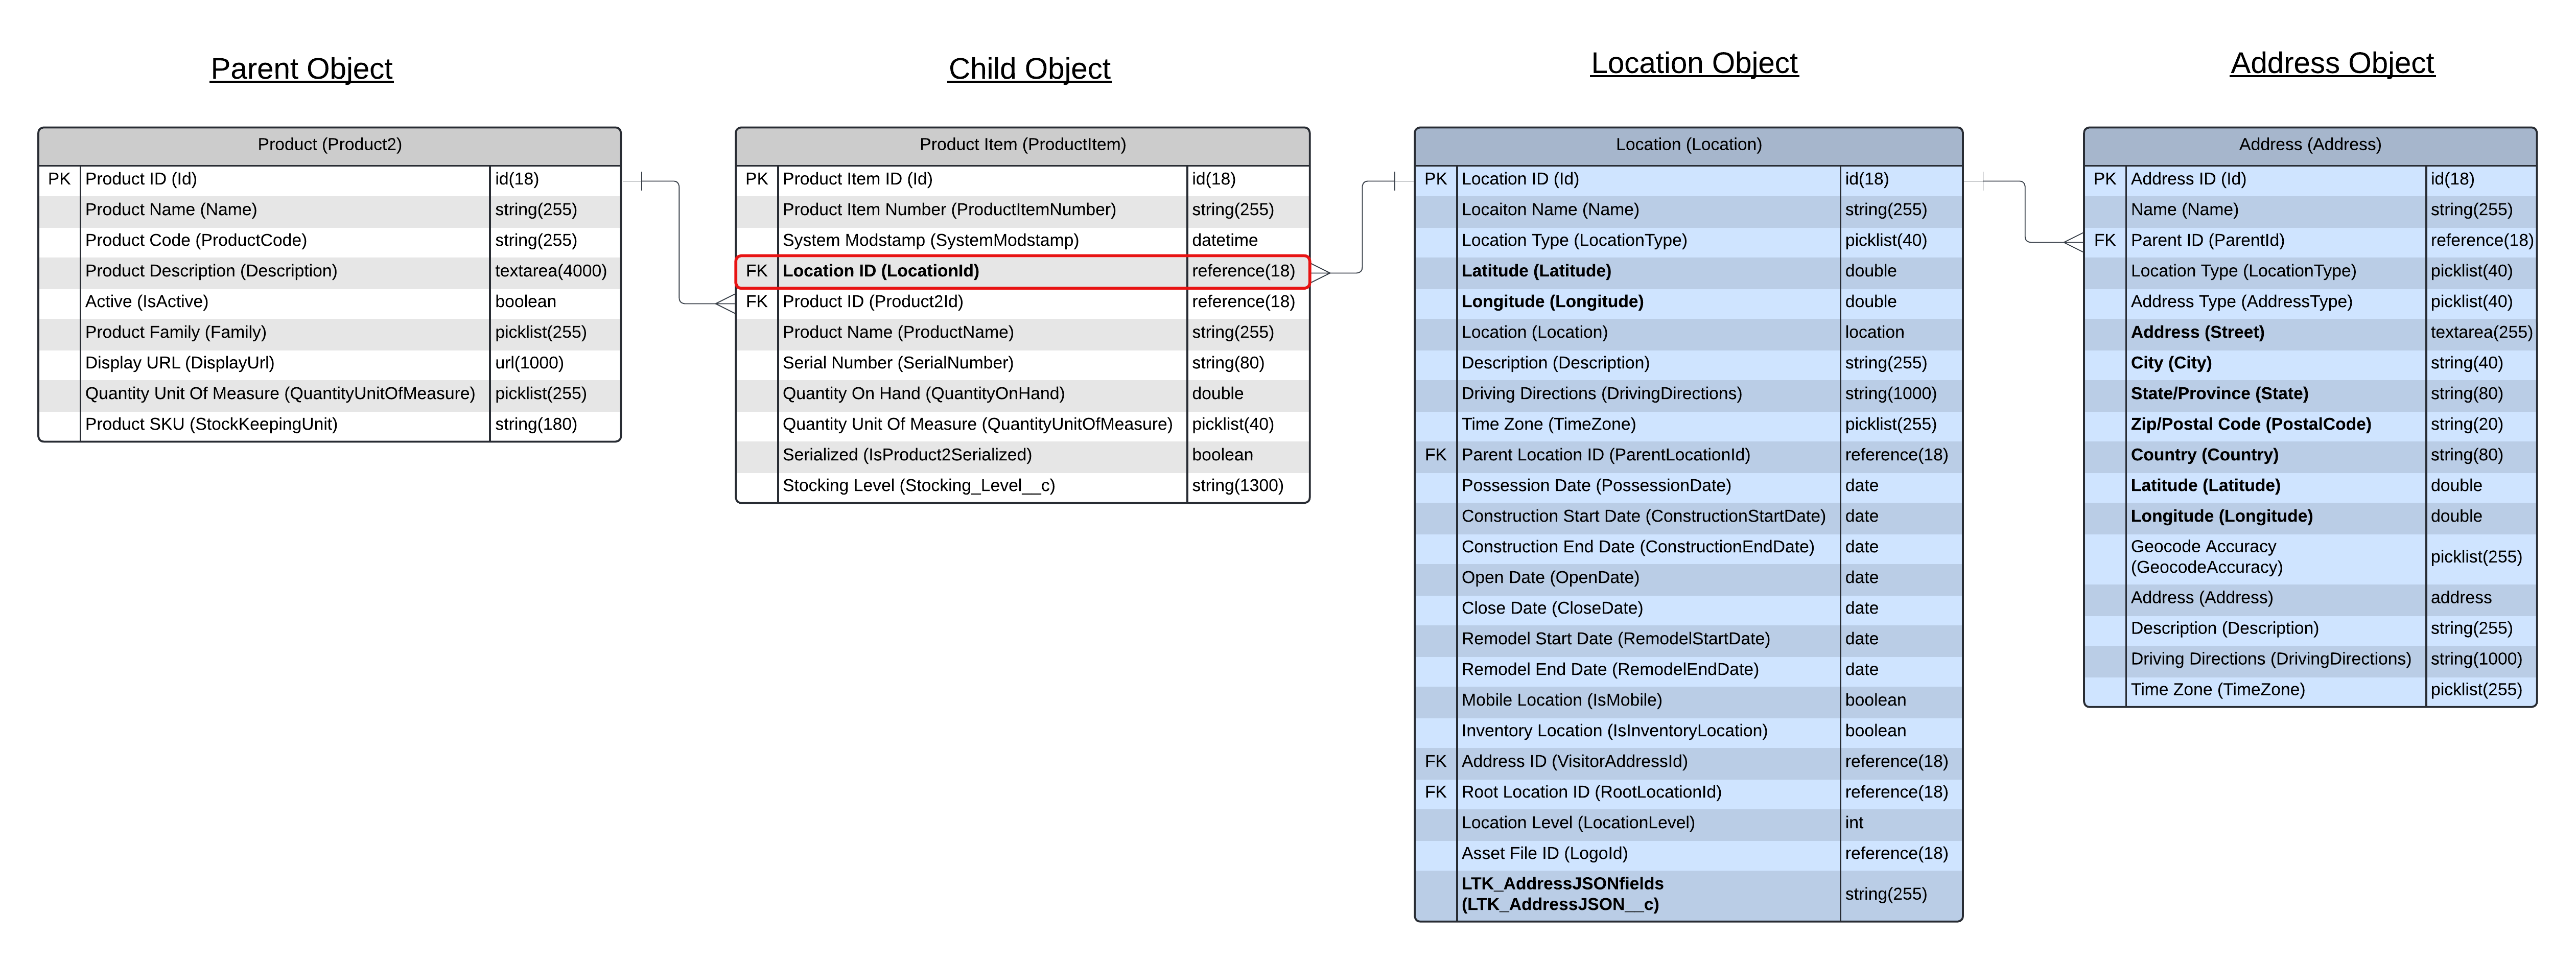 Parent Object
Product (Product2)
PK Product ID (Id) id(18)
Product Name (Name) string(255)
Product Code (ProductCode) string(255)
Product Description (Description) textarea(4000)
Active (IsActive) boolean
Product Family (Family) picklist(255)
Display URL (DisplayUrl) url(1000)
Quantity Unit Of Measure (QuantityUnitOfMeasure) picklist(255)
Product SKU (StockKeepingUnit) string(180)
Child Object
Product Item (ProductItem)
PK Product Item ID (Id) id(18)
Product Item Number (ProductItemNumber) string(255)
System Modstamp (SystemModstamp) datetime
FK Location ID (LocationId) reference(18)
FK Product ID (Product2Id) reference(18)
Product Name (ProductName) string(255)
Serial Number (SerialNumber) string(80)
Quantity On Hand (QuantityOnHand) double
Quantity Unit Of Measure (QuantityUnitOfMeasure) picklist(40)
Serialized (IsProduct2Serialized) boolean
Stocking Level (Stocking_Level__c) string(1300)
Location Object
Location (Location)
PK Location ID (Id) id(18)
Locaiton Name (Name) string(255)
Location Type (LocationType) picklist(40)
Latitude (Latitude) double
Longitude (Longitude) double
Location (Location) location
Description (Description) string(255)
Driving Directions (DrivingDirections) string(1000)
Time Zone (TimeZone) picklist(255)
FK Parent Location ID (ParentLocationId) reference(18)
Possession Date (PossessionDate) date
Construction Start Date (ConstructionStartDate) date
Construction End Date (ConstructionEndDate) date
Open Date (OpenDate) date
Close Date (CloseDate) date
Remodel Start Date (RemodelStartDate) date
Remodel End Date (RemodelEndDate) date
Mobile Location (IsMobile) boolean
Inventory Location (IsInventoryLocation) boolean
FK Address ID (VisitorAddressId) reference(18)
FK Root Location ID (RootLocationId) reference(18)
Location Level (LocationLevel) int
Asset File ID (LogoId) reference(18)
LTK_AddressJSONfields
(LTK_AddressJSON__c) string(255)
Address Object
Address (Address)
PK Address ID (Id) id(18)
Name (Name) string(255)
FK Parent ID (ParentId) reference(18)
Location Type (LocationType) picklist(40)
Address Type (AddressType) picklist(40)
Address (Street) textarea(255)
City (City) string(40)
State/Province (State) string(80)
Zip/Postal Code (PostalCode) string(20)
Country (Country) string(80)
Latitude (Latitude) double
Longitude (Longitude) double
Geocode Accuracy
(GeocodeAccuracy) picklist(255)
Address (Address) address
Description (Description) string(255)
Driving Directions (DrivingDirections) string(1000)
Time Zone (TimeZone) picklist(255)